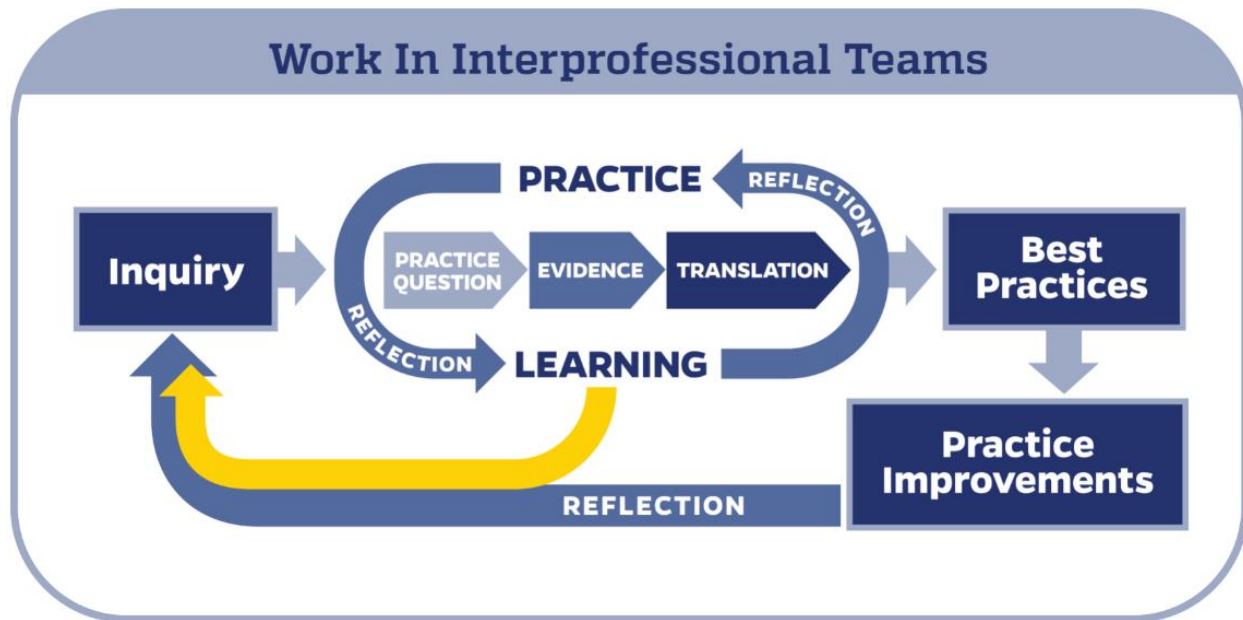 Work In Interprofessional Teams
Inquiry
PRACTICE
REFLECTION
PRACTICE
QUESTION
EVIDENCE
TRANSLATION
REFLECTION
LEARNING
Best
Practices
Practice
Improvements
REFLECTION